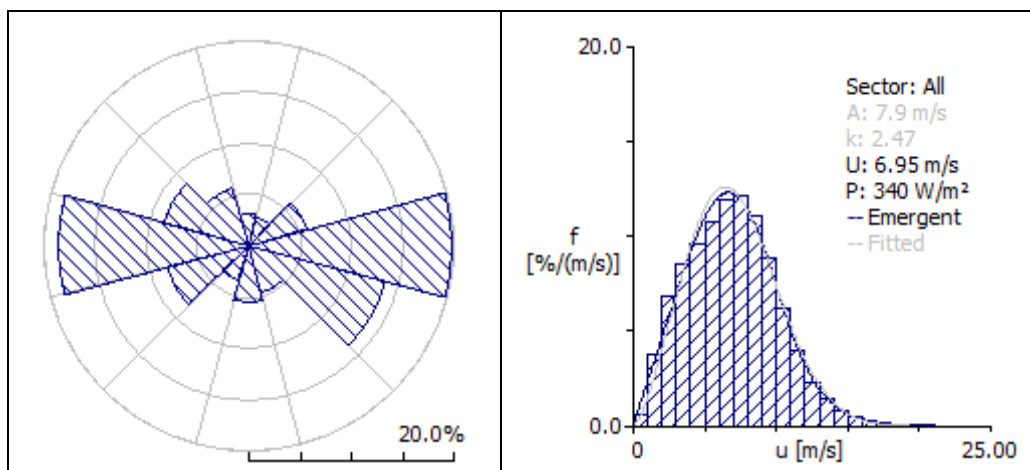 20.0%
20.0
Sector: All
A: 7.9 m/s
k: 2.47
U: 6.95 m/s
P: 340 W/m²
-- Emergent
-- Fitted
f
[%/(m/s)]
0.0
0
u [m/s]
25.00